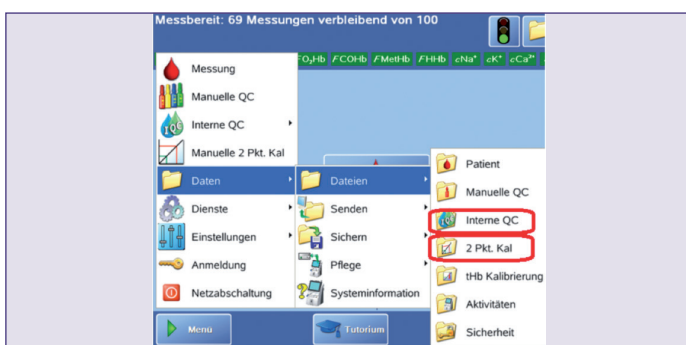 Messbereit: 69 Messungen verbleibend von 100
FO₂Hb FCOHb FMetHb FHHb cNa⁺ cK⁺ cCa²⁺
Messung
Manuelle QC
Interne QC
Manuelle 2 Pkt. Kal
Daten
Dienste
Einstellungen
Anmeldung
Netzabschaltung
Dateien
Senden
Sichern
Pflege
Systeminformation
Patient
Manuelle QC
Interne QC
2 Pkt. Kal
tHb Kalibrierung
Aktivitäten
Sicherheit
Menü
Tutorium